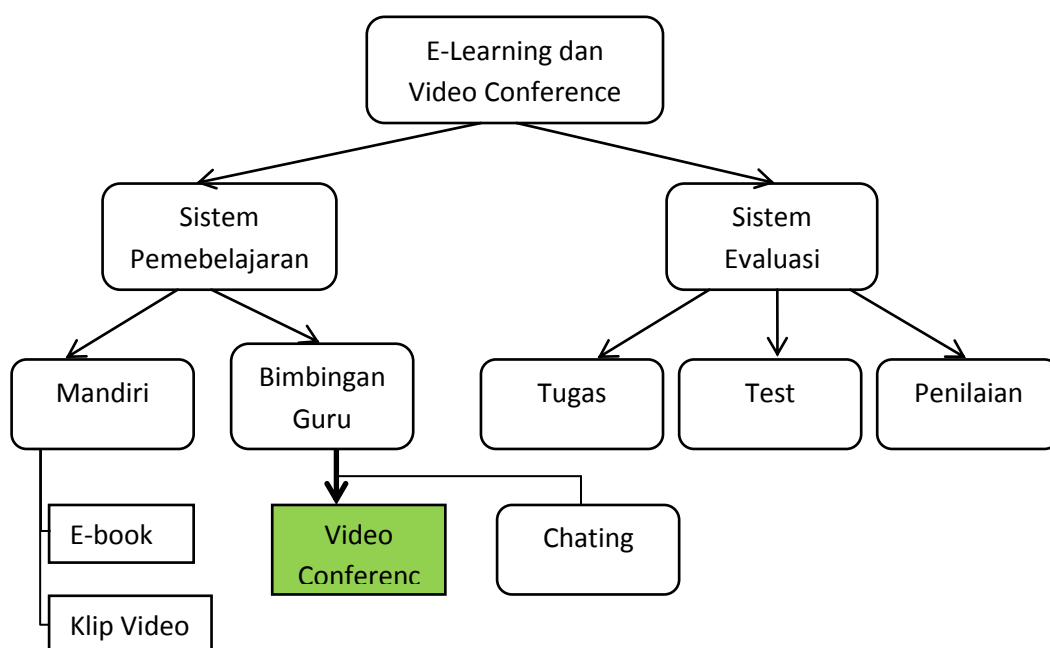 E-Learning dan
Video Conference
Sistem
Pemebelajaran
Sistem
Evaluasi
Mandiri
Bimbingan
Guru
Tugas
Test
Penilaian
E-book
Video
Conferenc
Chating
Klip Video